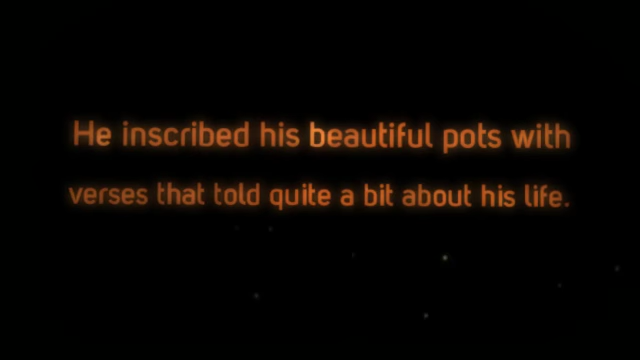 He inscribed his beautiful pots with
verses that told quite a bit about his life.